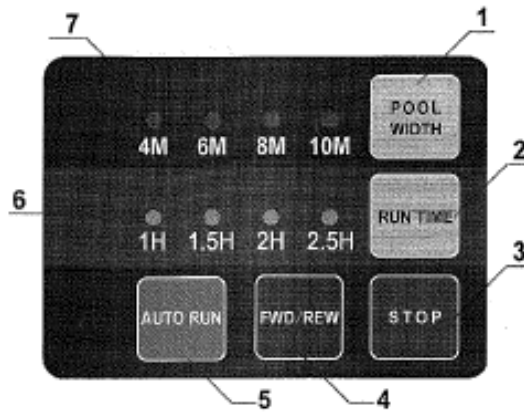 7
1
POOL
WIDTH
4M 6M 8M 10M
2
6
RUN TIME
1H 1.5H 2H 2.5H
3
AUTO RUN
FWD/REW
STOP
5
4